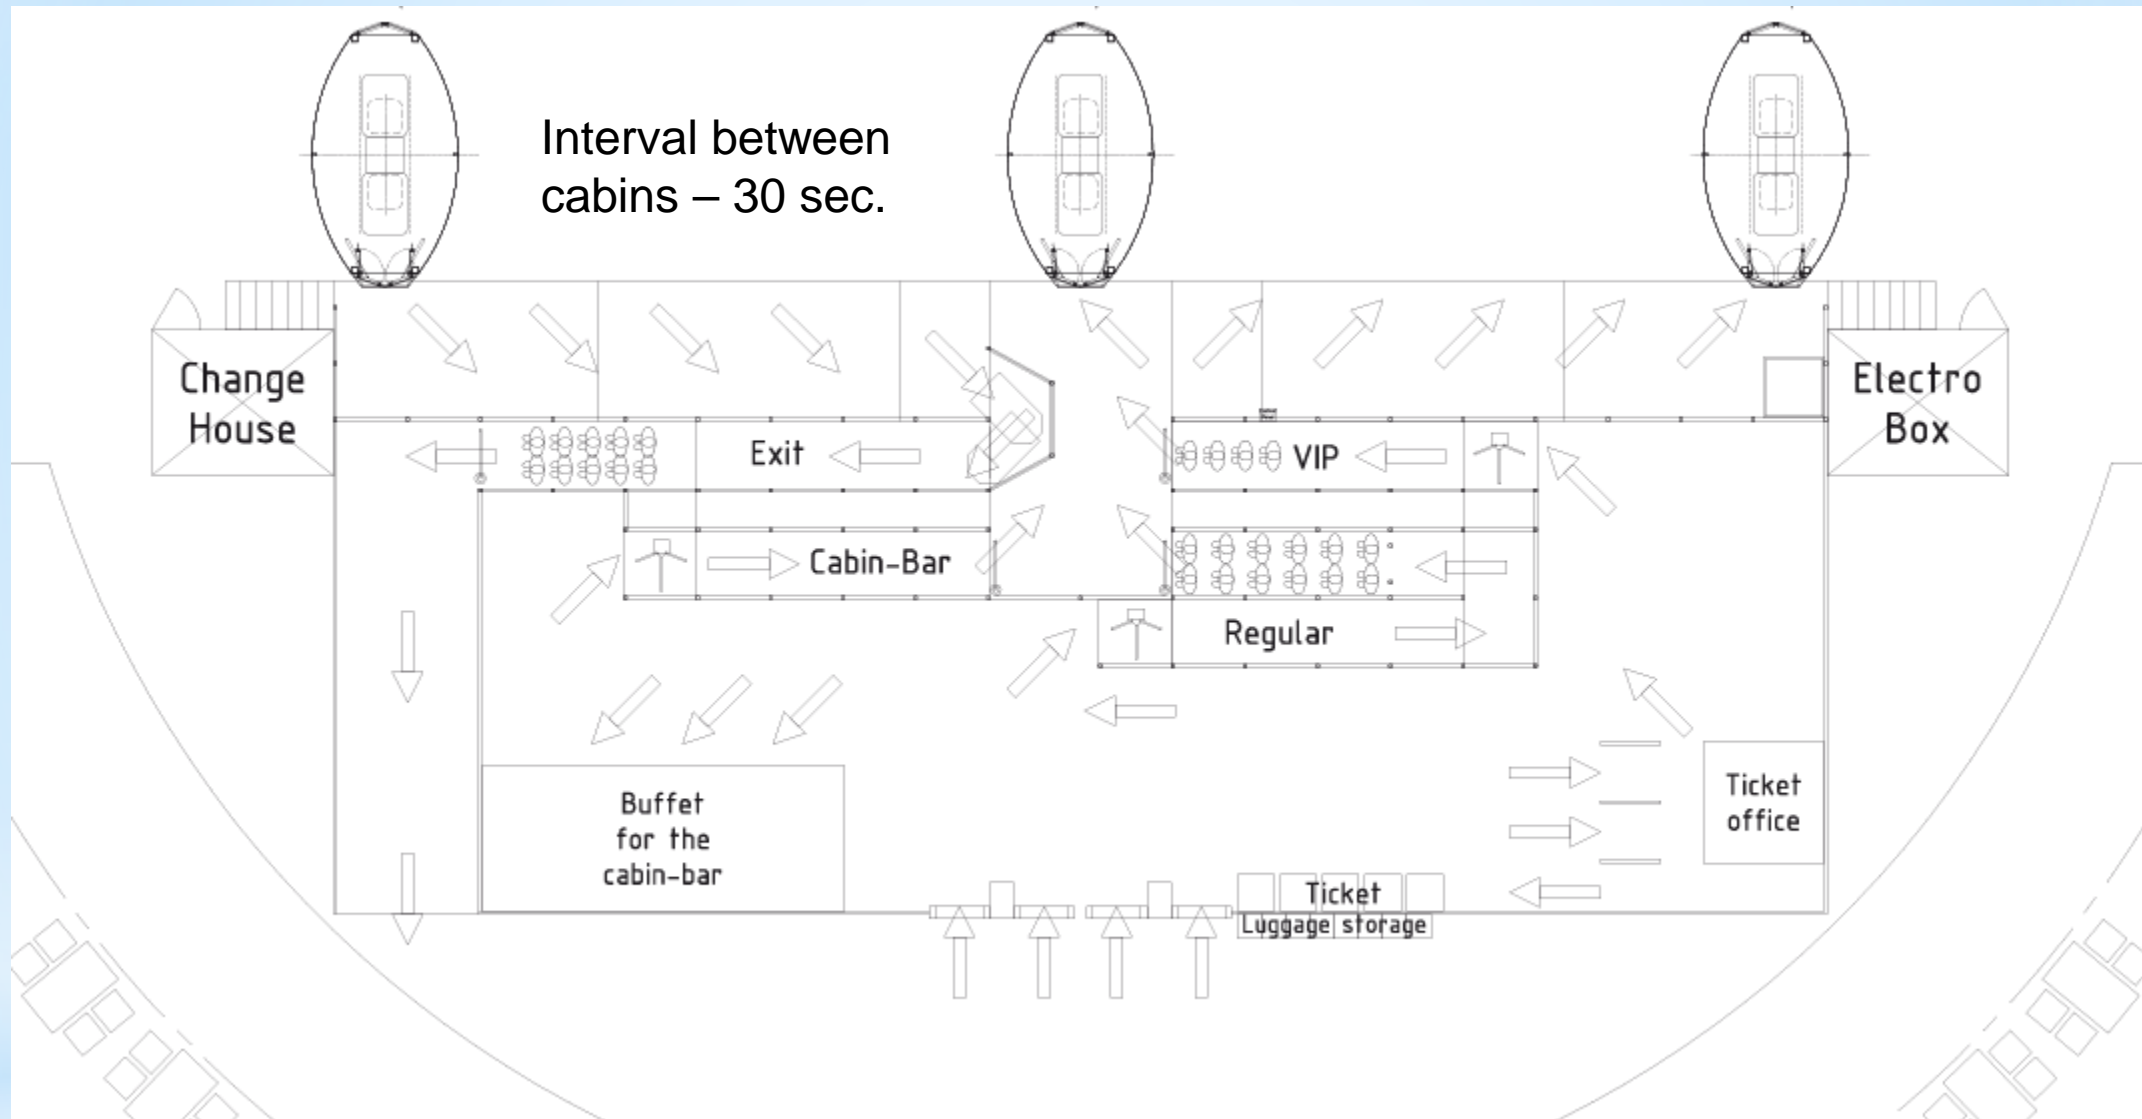 Interval between
cabins – 30 sec.
Change
House
Electro
Box
Exit
VIP
Cabin-Bar
Regular
Buffet
for the
cabin-bar
Ticket
office
Ticket
Luggage storage